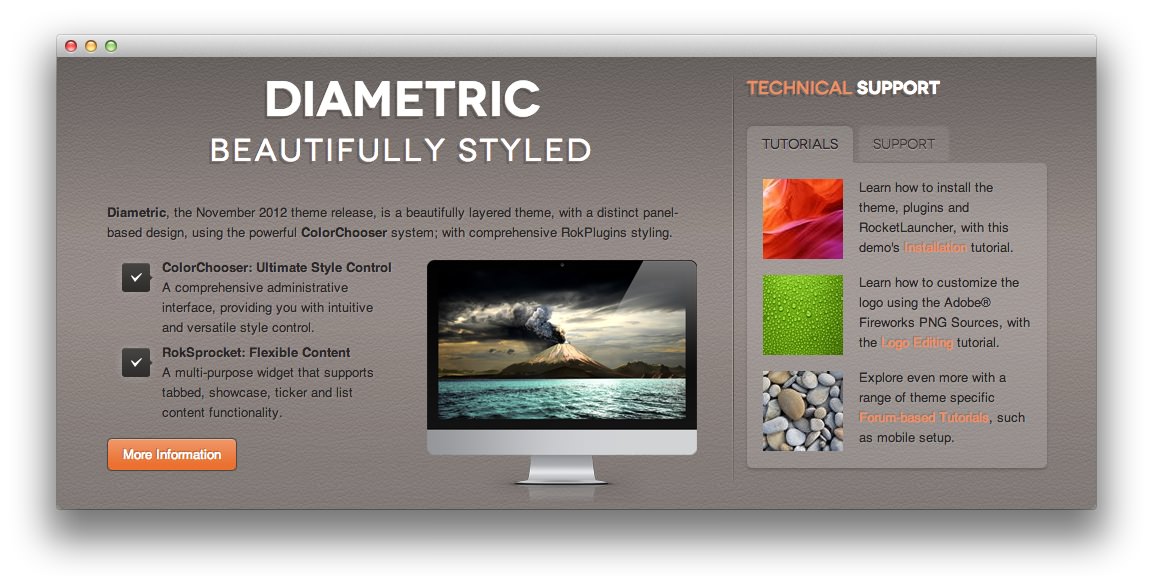 DIAMETRIC
BEAUTIFULLY STYLED
Diametric, the November 2012 theme release, is a beautifully layered theme, with a distinct panel-
based design, using the powerful ColorChooser system; with comprehensive RokPlugins styling.
ColorChooser: Ultimate Style Control
A comprehensive administrative
interface, providing you with intuitive
and versatile style control.
RokSprocket: Flexible Content
A multi-purpose widget that supports
tabbed, showcase, ticker and list
content functionality.
More Information
TECHNICAL SUPPORT
TUTORIALS SUPPORT
Learn how to install the
theme, plugins and
RocketLauncher, with this
demo's Installation tutorial.
Learn how to customize the
logo using the Adobe®
Fireworks PNG Sources, with
the Logo Editing tutorial.
Explore even more with a
range of theme specific
Forum-based Tutorials, such
as mobile setup.